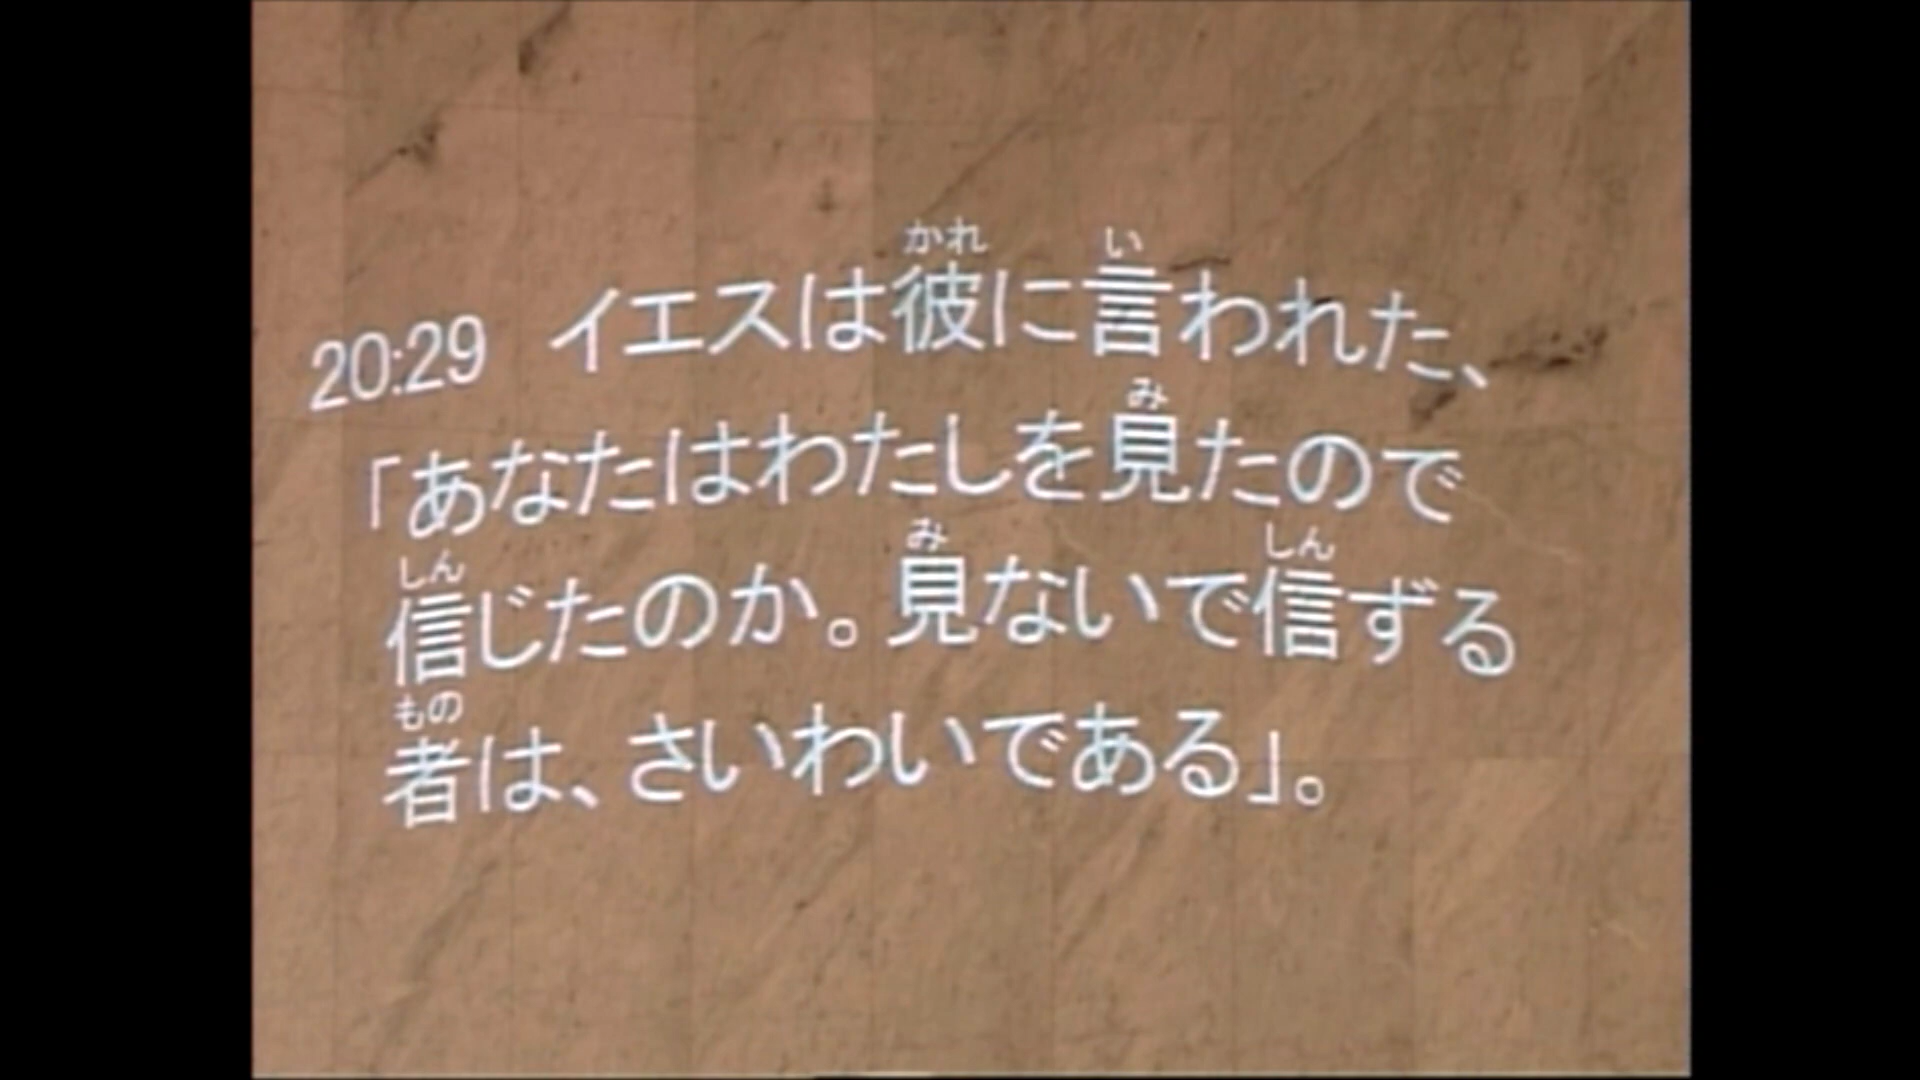 20:29 イエスは彼に言われた、
「あなたはわたしを見たので
信じたのか。見ないで信ずる
者は、さいわいである」。